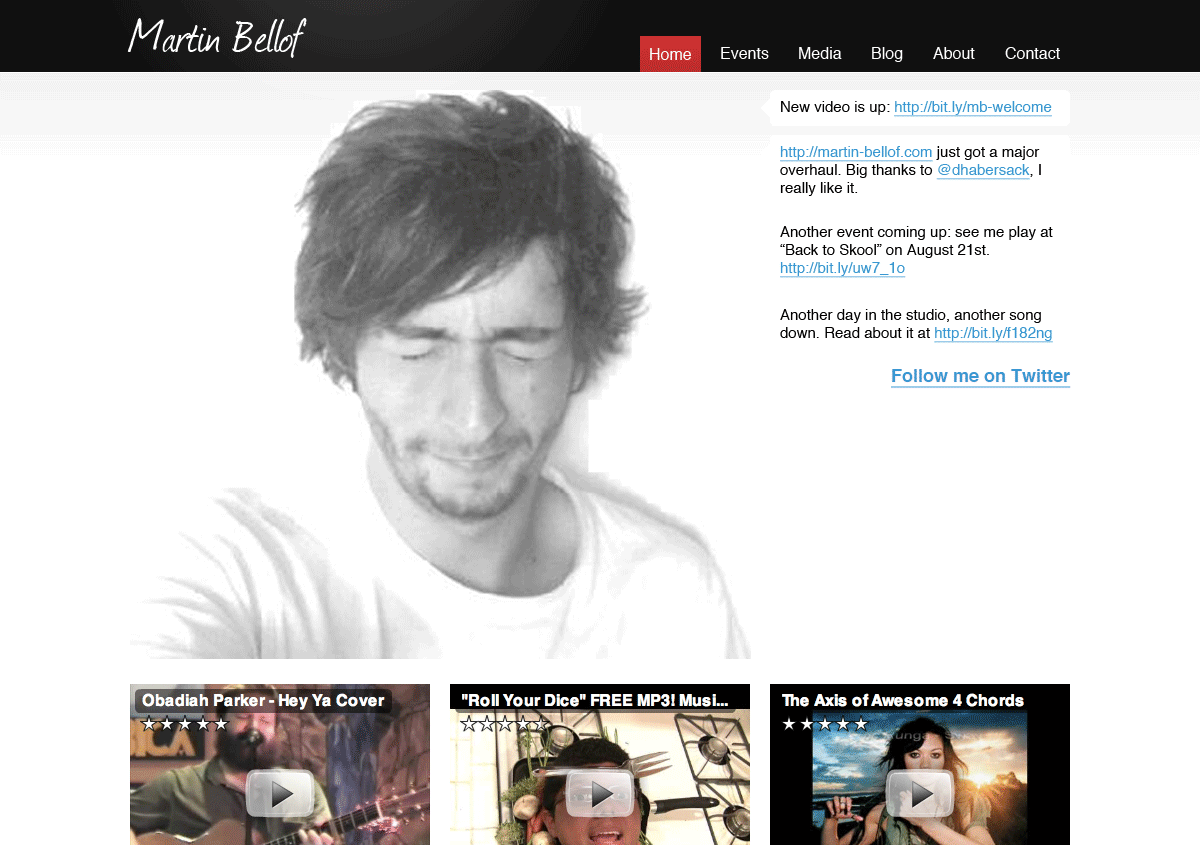 Martin Bellof
Home Events Media Blog About Contact
New video is up: http://bit.ly/mb-welcome
http://martin-bellof.com just got a major
overhaul. Big thanks to @dhabersack, I
really like it.
Another event coming up: see me play at
“Back to Skool” on August 21st.
http://bit.ly/uw7_1o
Another day in the studio, another song
down. Read about it at http://bit.ly/f182ng
Follow me on Twitter
Obadiah Parker - Hey Ya Cover
"Roll Your Dice" FREE MP3! Musi...
The Axis of Awesome 4 Chords